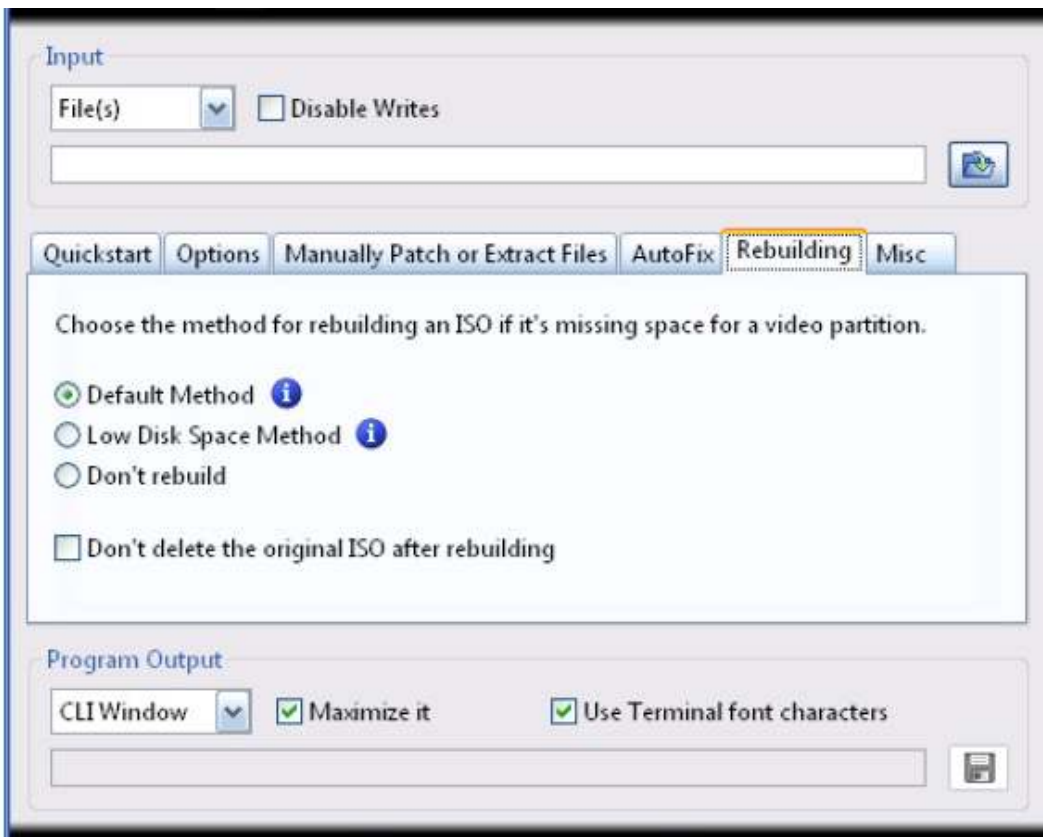 Input
File(s) Disable Writes
Quickstart Options Manually Patch or Extract Files AutoFix Rebuilding Misc
Choose the method for rebuilding an ISO if it's missing space for a video partition.
Default Method
Low Disk Space Method
Don't rebuild
Don't delete the original ISO after rebuilding
Program Output
CLI Window Maximize it Use Terminal font characters